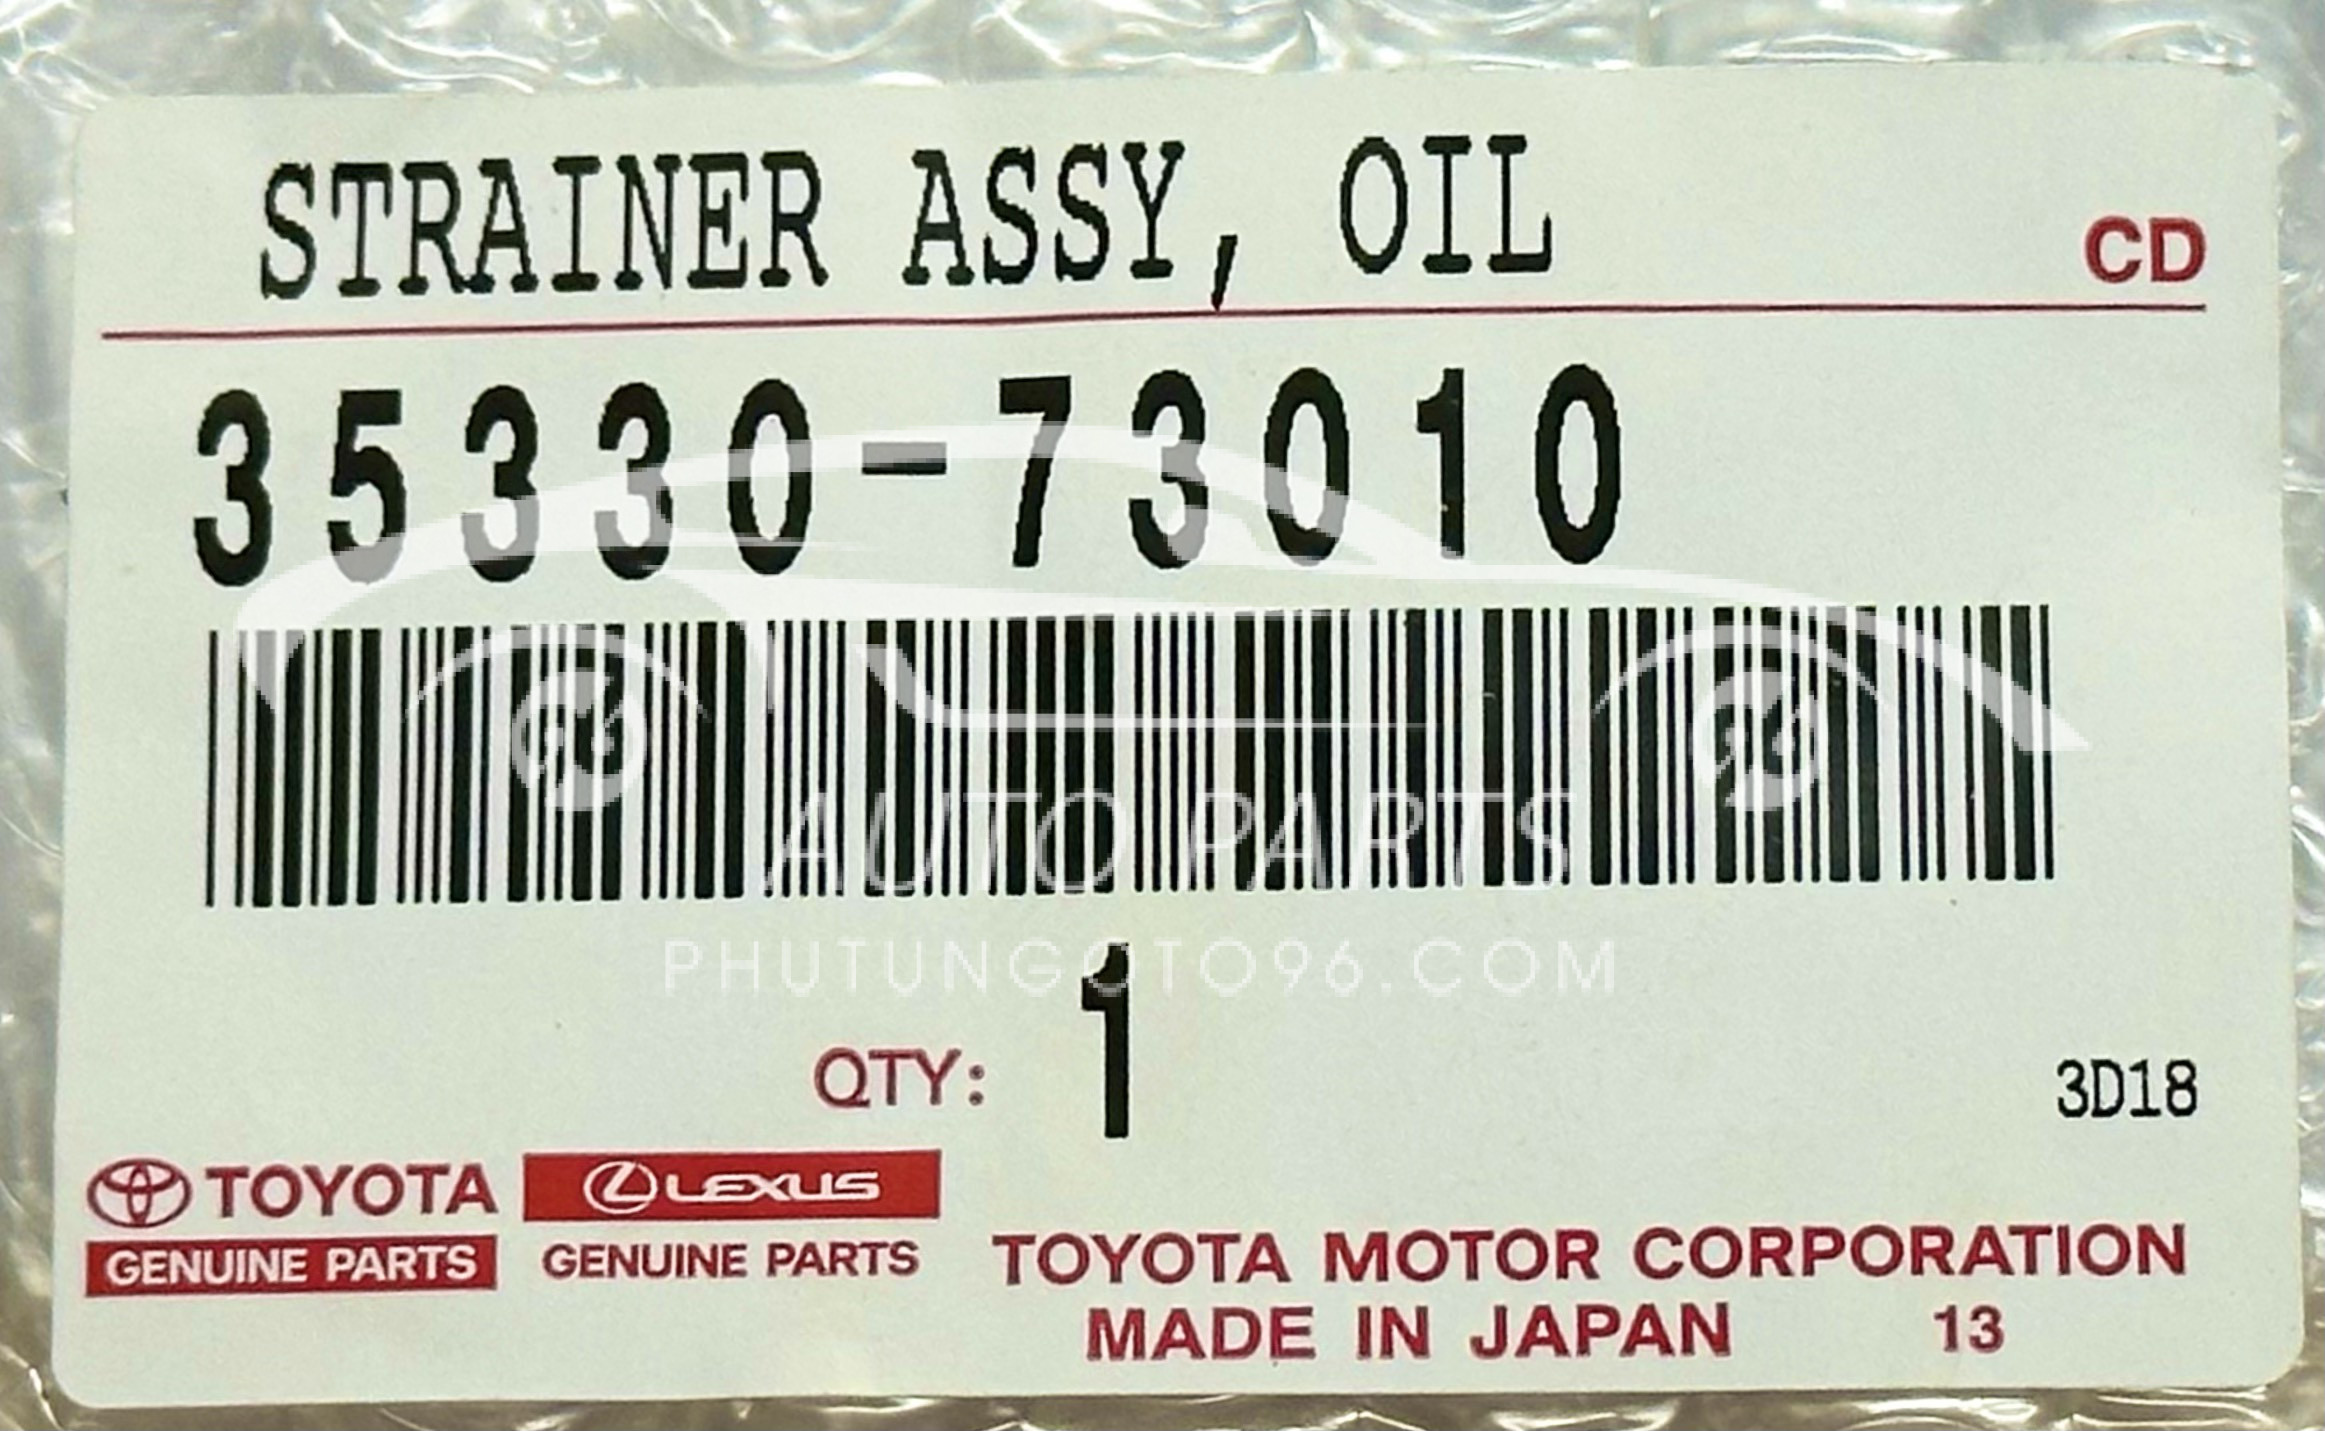 STRAINER ASSY, OIL
CD
35330-73010
AUTO PARTS
PHUTUNGOTO96.COM
QTY: 1
3D18
TOYOTA
GENUINE PARTS
LEXUS
GENUINE PARTS
TOYOTA MOTOR CORPORATION
MADE IN JAPAN 13